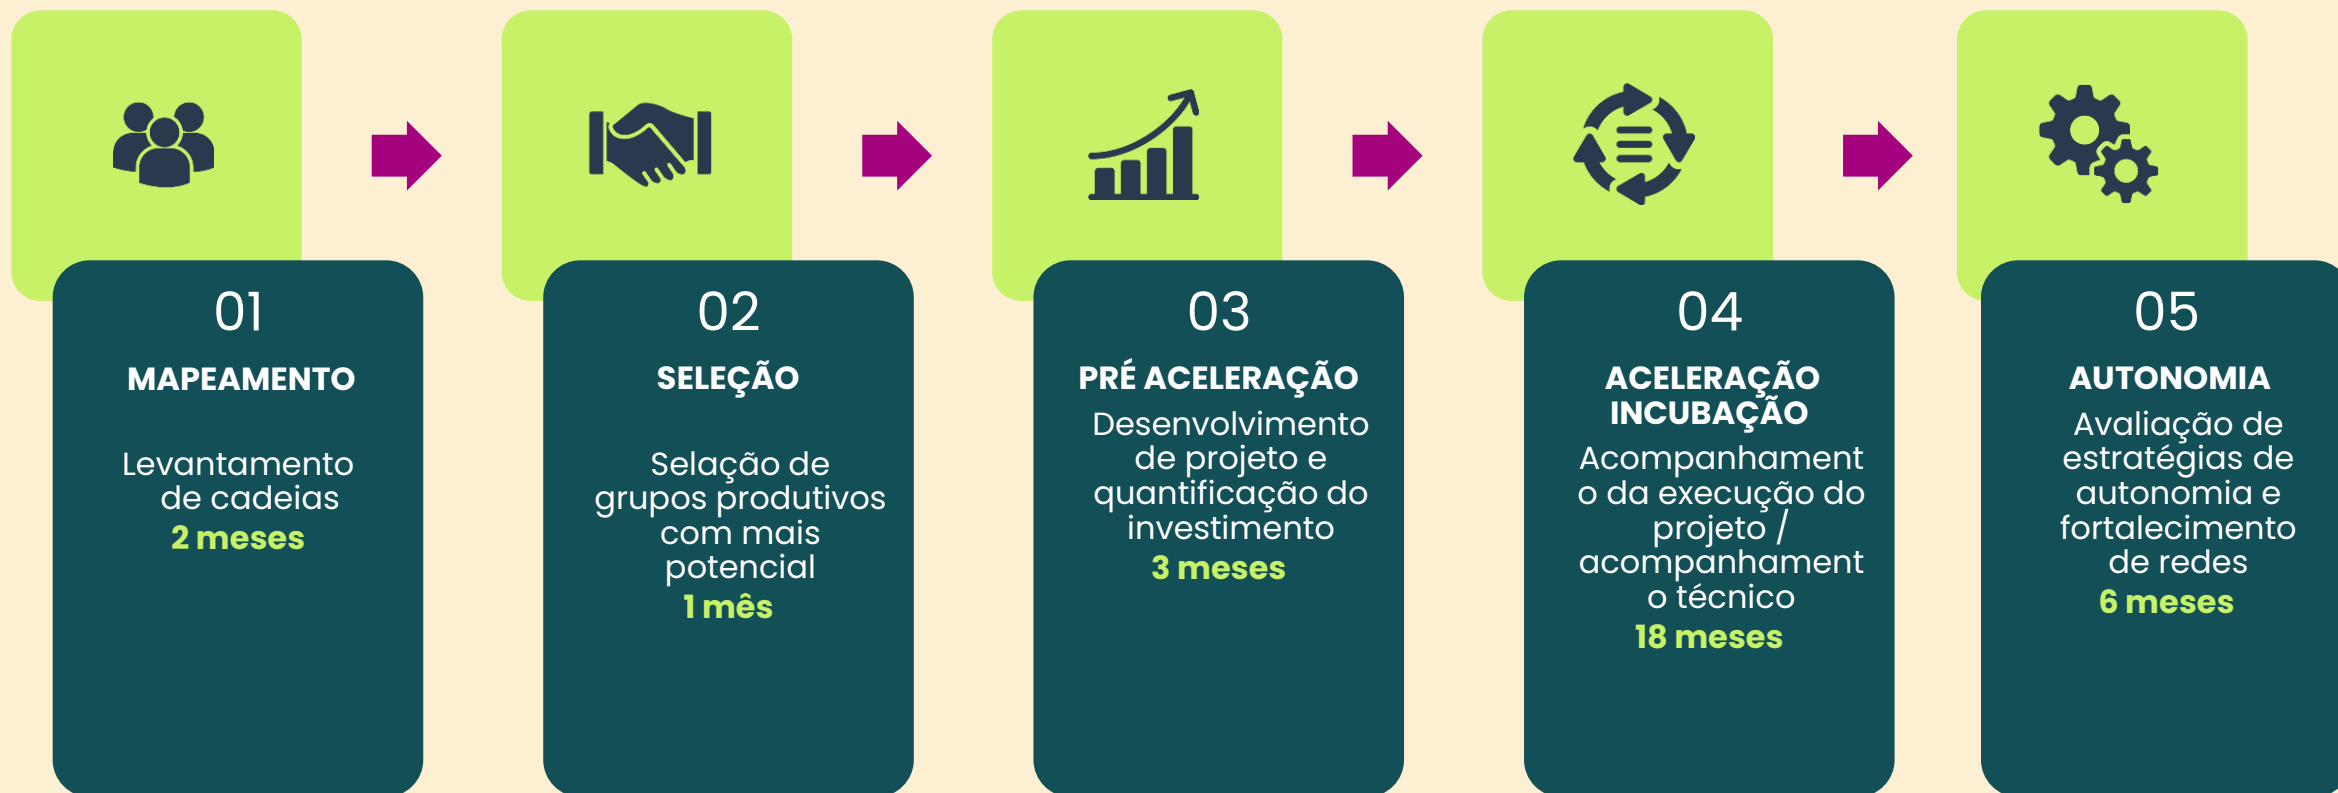 01
MAPEAMENTO
Levantamento
de cadeias
2 meses
02
SELEÇÃO
Selação de
grupos produtivos
com mais
potencial
1 mês
03
PRÉ ACELERAÇÃO
Desenvolvimento
de projeto e
quantificação do
investimento
3 meses
04
ACELERAÇÃO
INCUBAÇÃO
Acompanhament
o da execução do
projeto /
acompanhament
o técnico
18 meses
05
AUTONOMIA
Avaliação de
estratégias de
autonomia e
fortalecimento
de redes
6 meses